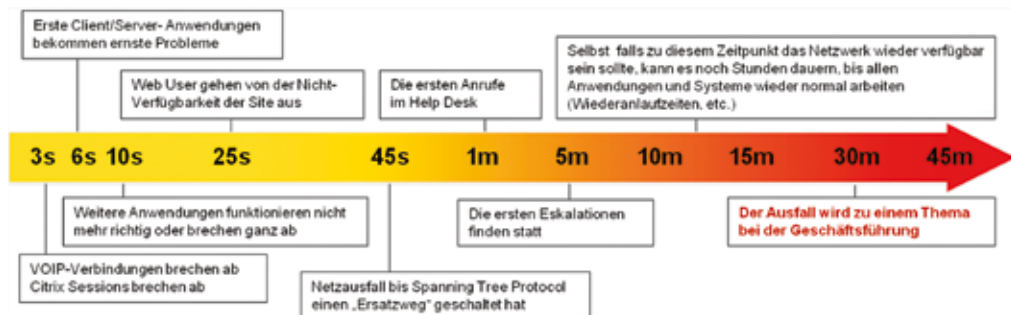 Erste Client/Server- Anwendungen
bekommen ernste Probleme
Web User gehen von der Nicht-
Verfügbarkeit der Site aus
Die ersten Anrufe
im Help Desk
Selbst falls zu diesem Zeitpunkt das Netzwerk wieder verfügbar
sein sollte, kann es noch Stunden dauern, bis allen
Anwendungen und Systeme wieder normal arbeiten
(Wiederanlaufzeiten, etc.)
3s 6s 10s 25s 45s 1m 5m 10m 15m 30m 45m
Weitere Anwendungen funktionieren nicht
mehr richtig oder brechen ganz ab
Die ersten Eskalationen
finden statt
Der Ausfall wird zu einem Thema
bei der Geschäftsführung
VOIP-Verbindungen brechen ab
Citrix Sessions brechen ab
Netzausfall bis Spanning Tree Protocol
einen „Ersatzweg" geschaltet hat